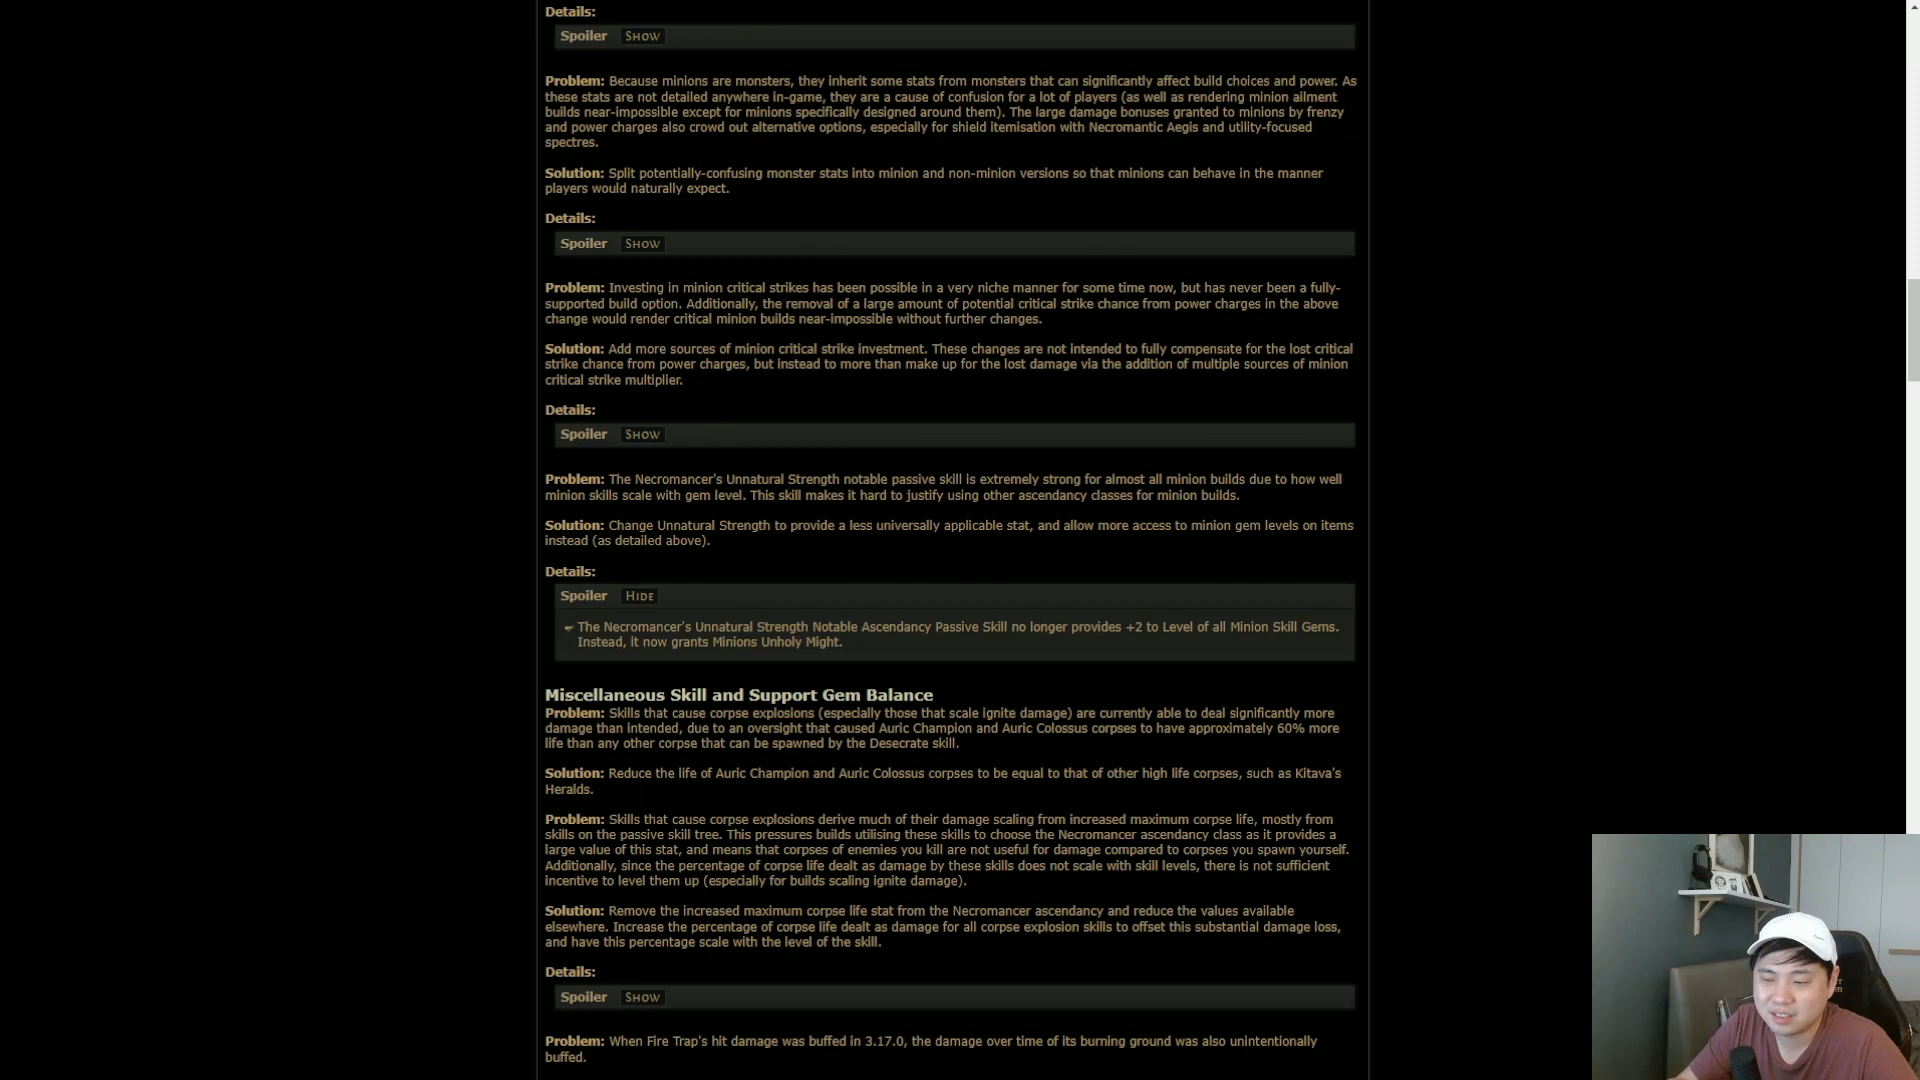 Details:
Spoiler SHOW
Problem: Because minions are monsters, they inherit some stats from monsters that can significantly affect build choices and power. As
these stats are not detailed anywhere in-game, they are a cause of confusion for a lot of players (as well as rendering minion ailment
builds near-impossible except for minions specifically designed around them). The large damage bonuses granted to minions by frenzy
and power charges also crowd out alternative options, especially for shield itemisation with Necromantic Aegis and utility-focused
spectres.
Solution: Split potentially-confusing monster stats into minion and non-minion versions so that minions can behave in the manner
players would naturally expect.
Details:
Spoiler SHOW
Problem: Investing in minion critical strikes has been possible in a very niche manner for some time now, but has never been a fully-
supported build option. Additionally, the removal of a large amount of potential critical strike chance from power charges in the above
change would render critical minion builds near-impossible without further changes.
Solution: Add more sources of minion critical strike investment. These changes are not intended to fully compensate for the lost critical
strike chance from power charges, but instead to more than make up for the lost damage via the addition of multiple sources of minion
critical strike multiplier.
Details:
Spoiler SHOW
Problem: The Necromancer's Unnatural Strength notable passive skill is extremely strong for almost all minion builds due to how well
minion skills scale with gem level. This skill makes it hard to justify using other ascendancy classes for minion builds.
Solution: Change Unnatural Strength to provide a less universally applicable stat, and allow more access to minion gem levels on items
instead (as detailed above).
Details:
Spoiler HIDE
The Necromancer's Unnatural Strength Notable Ascendancy Passive Skill no longer provides +2 to Level of all Minion Skill Gems.
Instead, it now grants Minions Unholy Might.
Miscellaneous Skill and Support Gem Balance
Problem: Skills that cause corpse explosions (especially those that scale ignite damage) are currently able to deal significantly more
damage than intended, due to an oversight that caused Auric Champion and Auric Colossus corpses to have approximately 60% more
life than any other corpse that can be spawned by the Desecrate skill.
Solution: Reduce the life of Auric Champion and Auric Colossus corpses to be equal to that of other high life corpses, such as Kitava's
Heralds.
Problem: Skills that cause corpse explosions derive much of their damage scaling from increased maximum corpse life, mostly from
skills on the passive skill tree. This pressures builds utilising these skills to choose the Necromancer ascendancy class as it provides a
large value of this stat, and means that corpses of enemies you kill are not useful for damage compared to corpses you spawn yourself.
Additionally, since the percentage of corpse life dealt as damage by these skills does not scale with skill levels, there is not sufficient
incentive to level them up (especially for builds scaling ignite damage).
Solution: Remove the increased maximum corpse life stat from the Necromancer ascendancy and reduce the values available
elsewhere. Increase the percentage of corpse life dealt as damage for all corpse explosion skills to offset this substantial damage loss,
and have this percentage scale with the level of the skill.
Details:
Spoiler SHOW
Problem: When Fire Trap's hit damage was buffed in 3.17.0, the damage over time of its burning ground was also unintentionally
buffed.